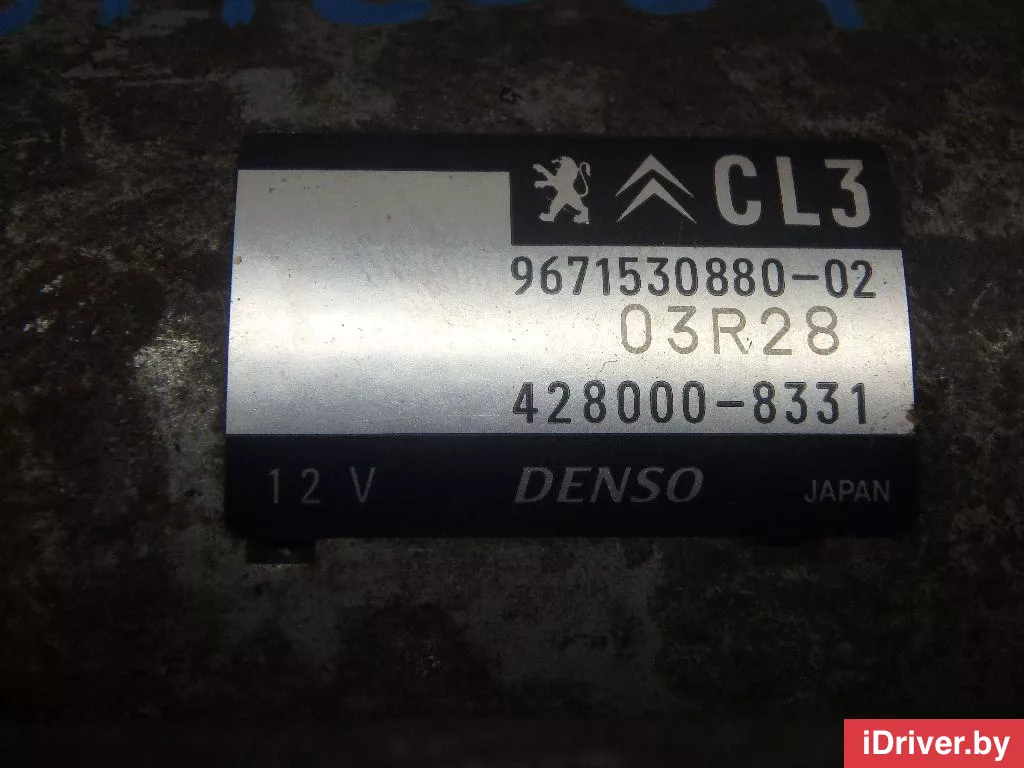 CL3
9671530880-02
03R28
428000-8331
12 V DENSO JAPAN
iDriver.by